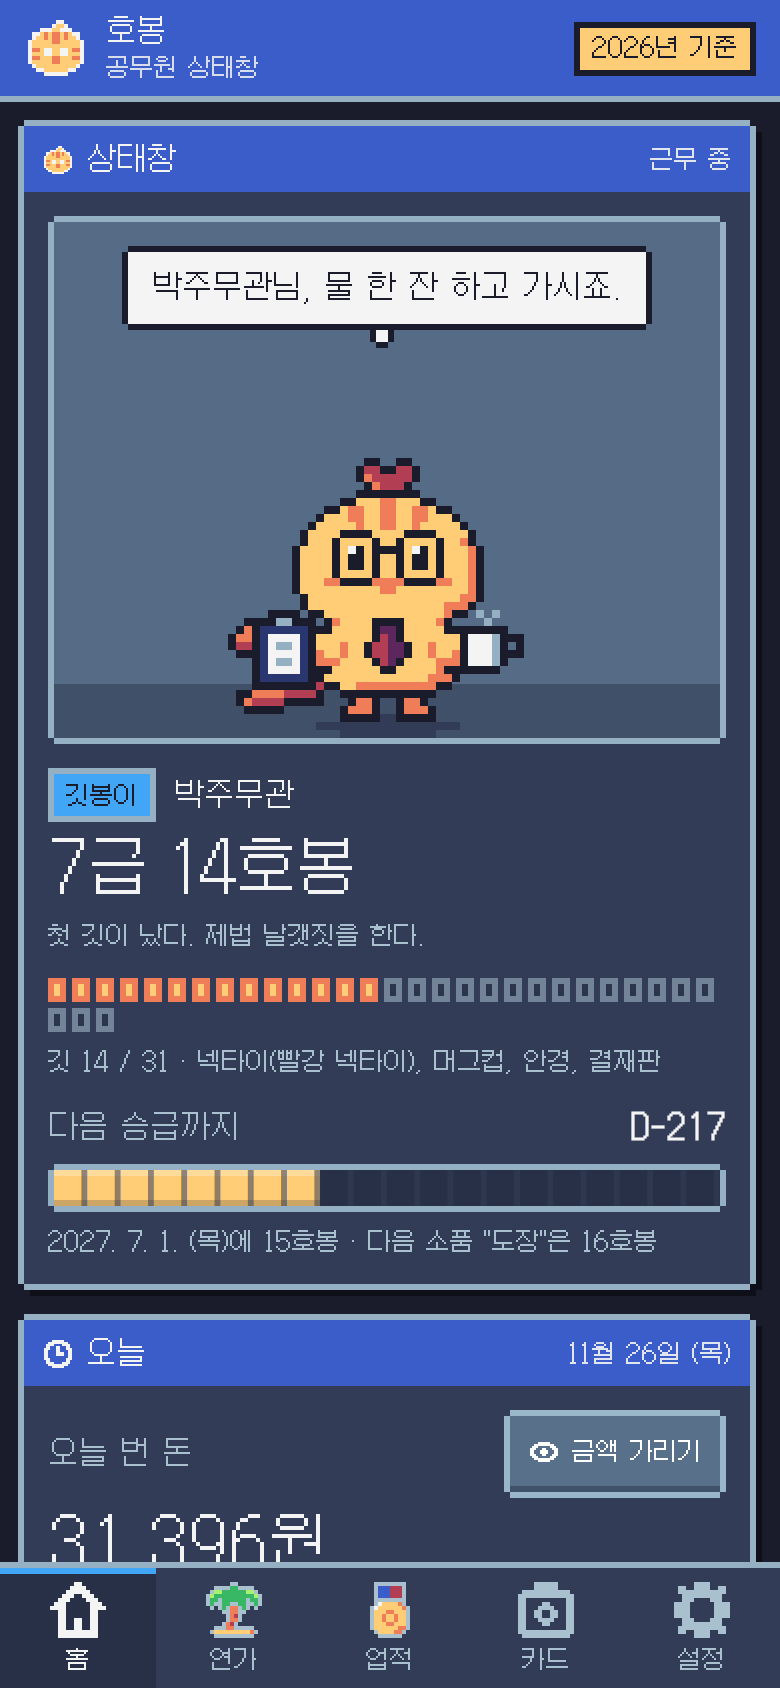 호봉
공무원 상태창
2026년 기준
상태창
근무 중
박주무관님, 물 한 잔 하고 가시죠.
깃봉이
박주무관
7급 14호봉
첫 깃이 났다. 제법 날갯짓을 한다.
깃 14 / 31 · 넥타이(빨강 넥타이), 머그컵, 안경, 결재판
다음 승급까지
D-217
2027. 7. 1. (목)에 15호봉 · 다음 소품 "도장"은 16호봉
오늘
11월 26일 (목)
오늘 번 돈
금액 가리기
31,396원
홈
연가
업적
카드
설정